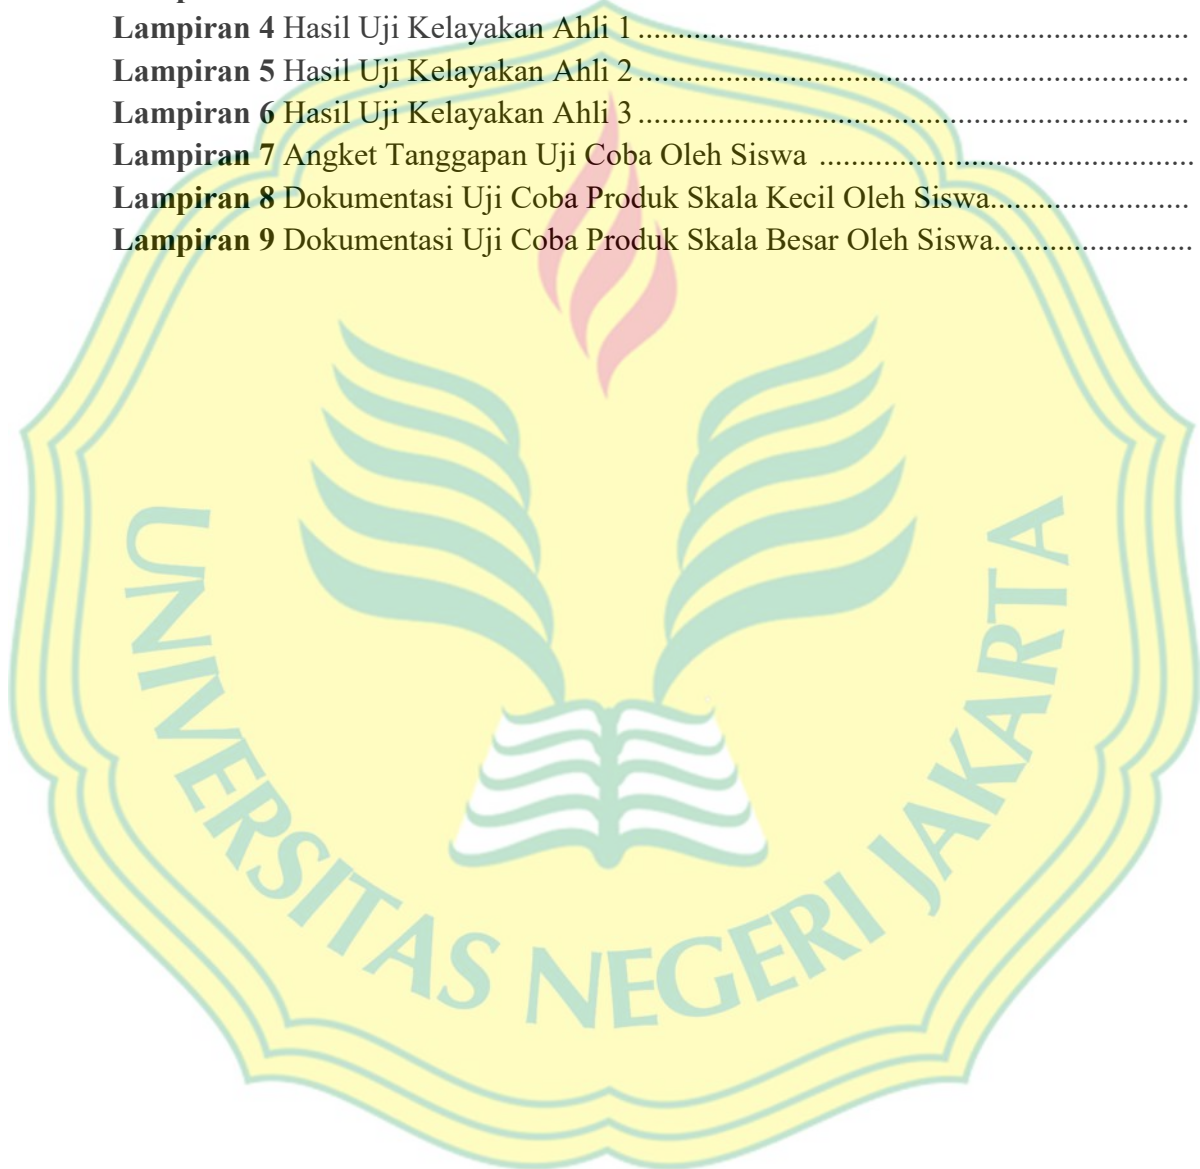 Lampiran 4 Hasil Uji Kelayakan Ahli 1 ....................................................................
Lampiran 5 Hasil Uji Kelayakan Ahli 2 ....................................................................
Lampiran 6 Hasil Uji Kelayakan Ahli 3 ....................................................................
Lampiran 7 Angket Tanggapan Uji Coba Oleh Siswa ..............................................
Lampiran 8 Dokumentasi Uji Coba Produk Skala Kecil Oleh Siswa.........................
Lampiran 9 Dokumentasi Uji Coba Produk Skala Besar Oleh Siswa.........................
UNIVERSITAS NEGERI JAKARTA